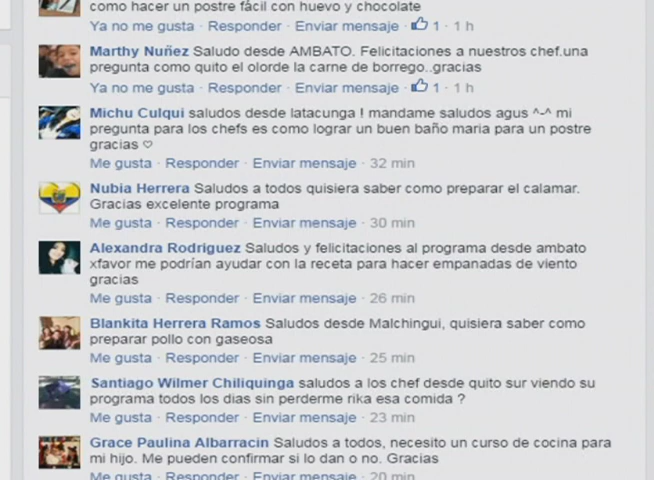 como hacer un postre fácil con huevo y chocolate
Ya no me gusta · Responder · Enviar mensaje · 1 · 1 h
Marthy Nuñez Saludo desde AMBATO. Felicitaciones a nuestros chef.una
pregunta como quito el olorde la carne de borrego..gracias
Ya no me gusta · Responder · Enviar mensaje · 1 · 1 h
Michu Culqui saludos desde latacunga ! mandame saludos agus ^-^ mi
pregunta para los chefs es como lograr un buen baño maria para un postre
gracias ♡
Me gusta · Responder · Enviar mensaje · 32 min
Nubia Herrera Saludos a todos quisiera saber como preparar el calamar.
Gracias excelente programa
Me gusta · Responder · Enviar mensaje · 30 min
Alexandra Rodriguez Saludos y felicitaciones al programa desde ambato
xfavor me podrían ayudar con la receta para hacer empanadas de viento
gracias
Me gusta · Responder · Enviar mensaje · 26 min
Blankita Herrera Ramos Saludos desde Malchingui, quisiera saber como
preparar pollo con gaseosa
Me gusta · Responder · Enviar mensaje · 25 min
Santiago Wilmer Chiliquinga saludos a los chef desde quito sur viendo su
programa todos los dias sin perderme rika esa comida ?
Me gusta · Responder · Enviar mensaje · 23 min
Grace Paulina Albarracin Saludos a todos, necesito un curso de cocina para
mi hijo. Me pueden confirmar si lo dan o no. Gracias
Me gusta · Responder · Enviar mensaje · 20 min